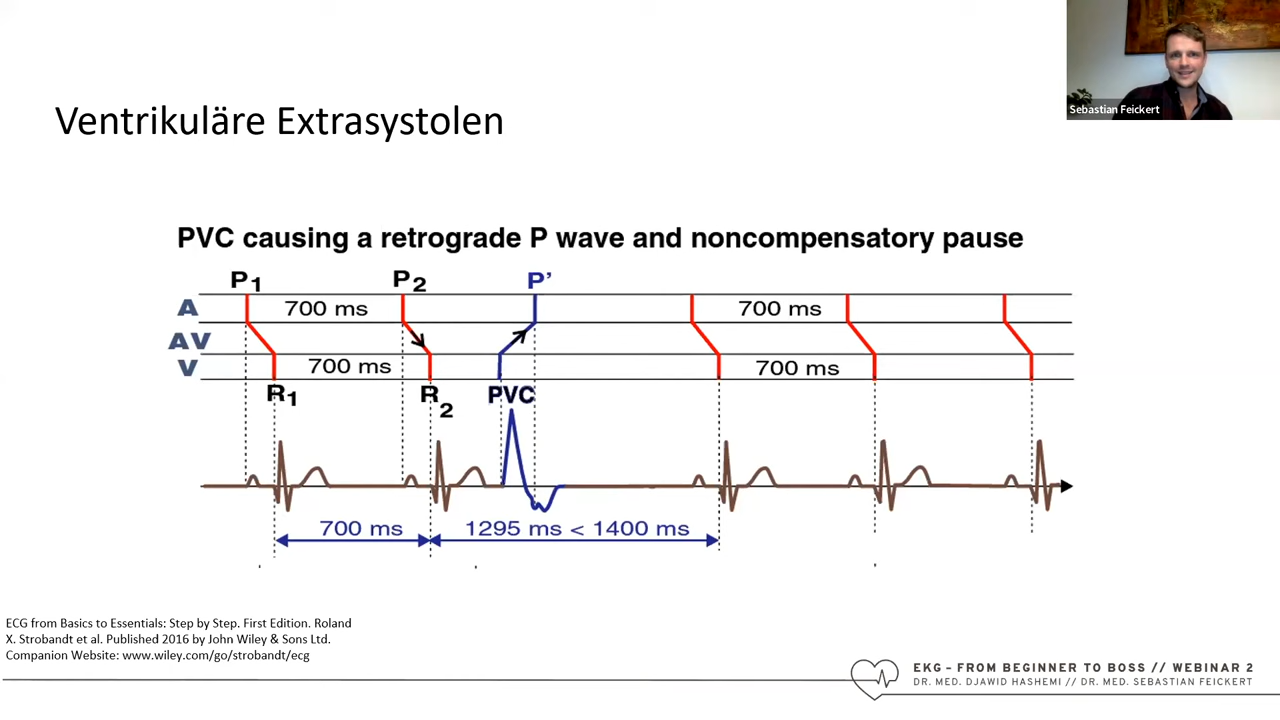 Sebastian Feickert
Ventrikuläre Extrasystolen
PVC causing a retrograde P wave and noncompensatory pause
P1 P2 P’
A 700 ms 700 ms
AV
V 700 ms 700 ms
R1 R2 PVC
700 ms 1295 ms < 1400 ms
ECG from Basics to Essentials: Step by Step. First Edition. Roland
X. Strobandt et al. Published 2016 by John Wiley & Sons Ltd.
Companion Website: www.wiley.com/go/strobandt/ecg
EKG – FROM BEGINNER TO BOSS // WEBINAR 2
DR. MED. DJAWID HASHEMI // DR. MED. SEBASTIAN FEICKERT